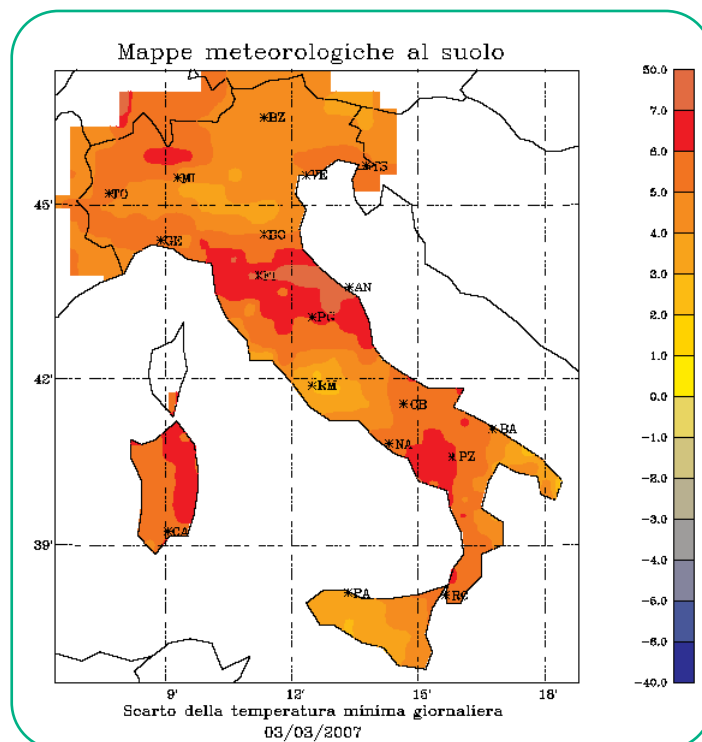 Mappe meteorologiche al suolo
50.0
7.0
6.0
5.0
4.0
3.0
2.0
1.0
0.0
-1.0
-2.0
-3.0
-4.0
-5.0
-6.0
-40.0
BZ
TS
VE
MI
TO
BO
GE
FI
AN
PG
RM
CB
BA
NA
PZ
CA
PA
RC
45'
42'
39'
9'
12'
15'
18'
Scarto della temperatura minima giornaliera
03/03/2007